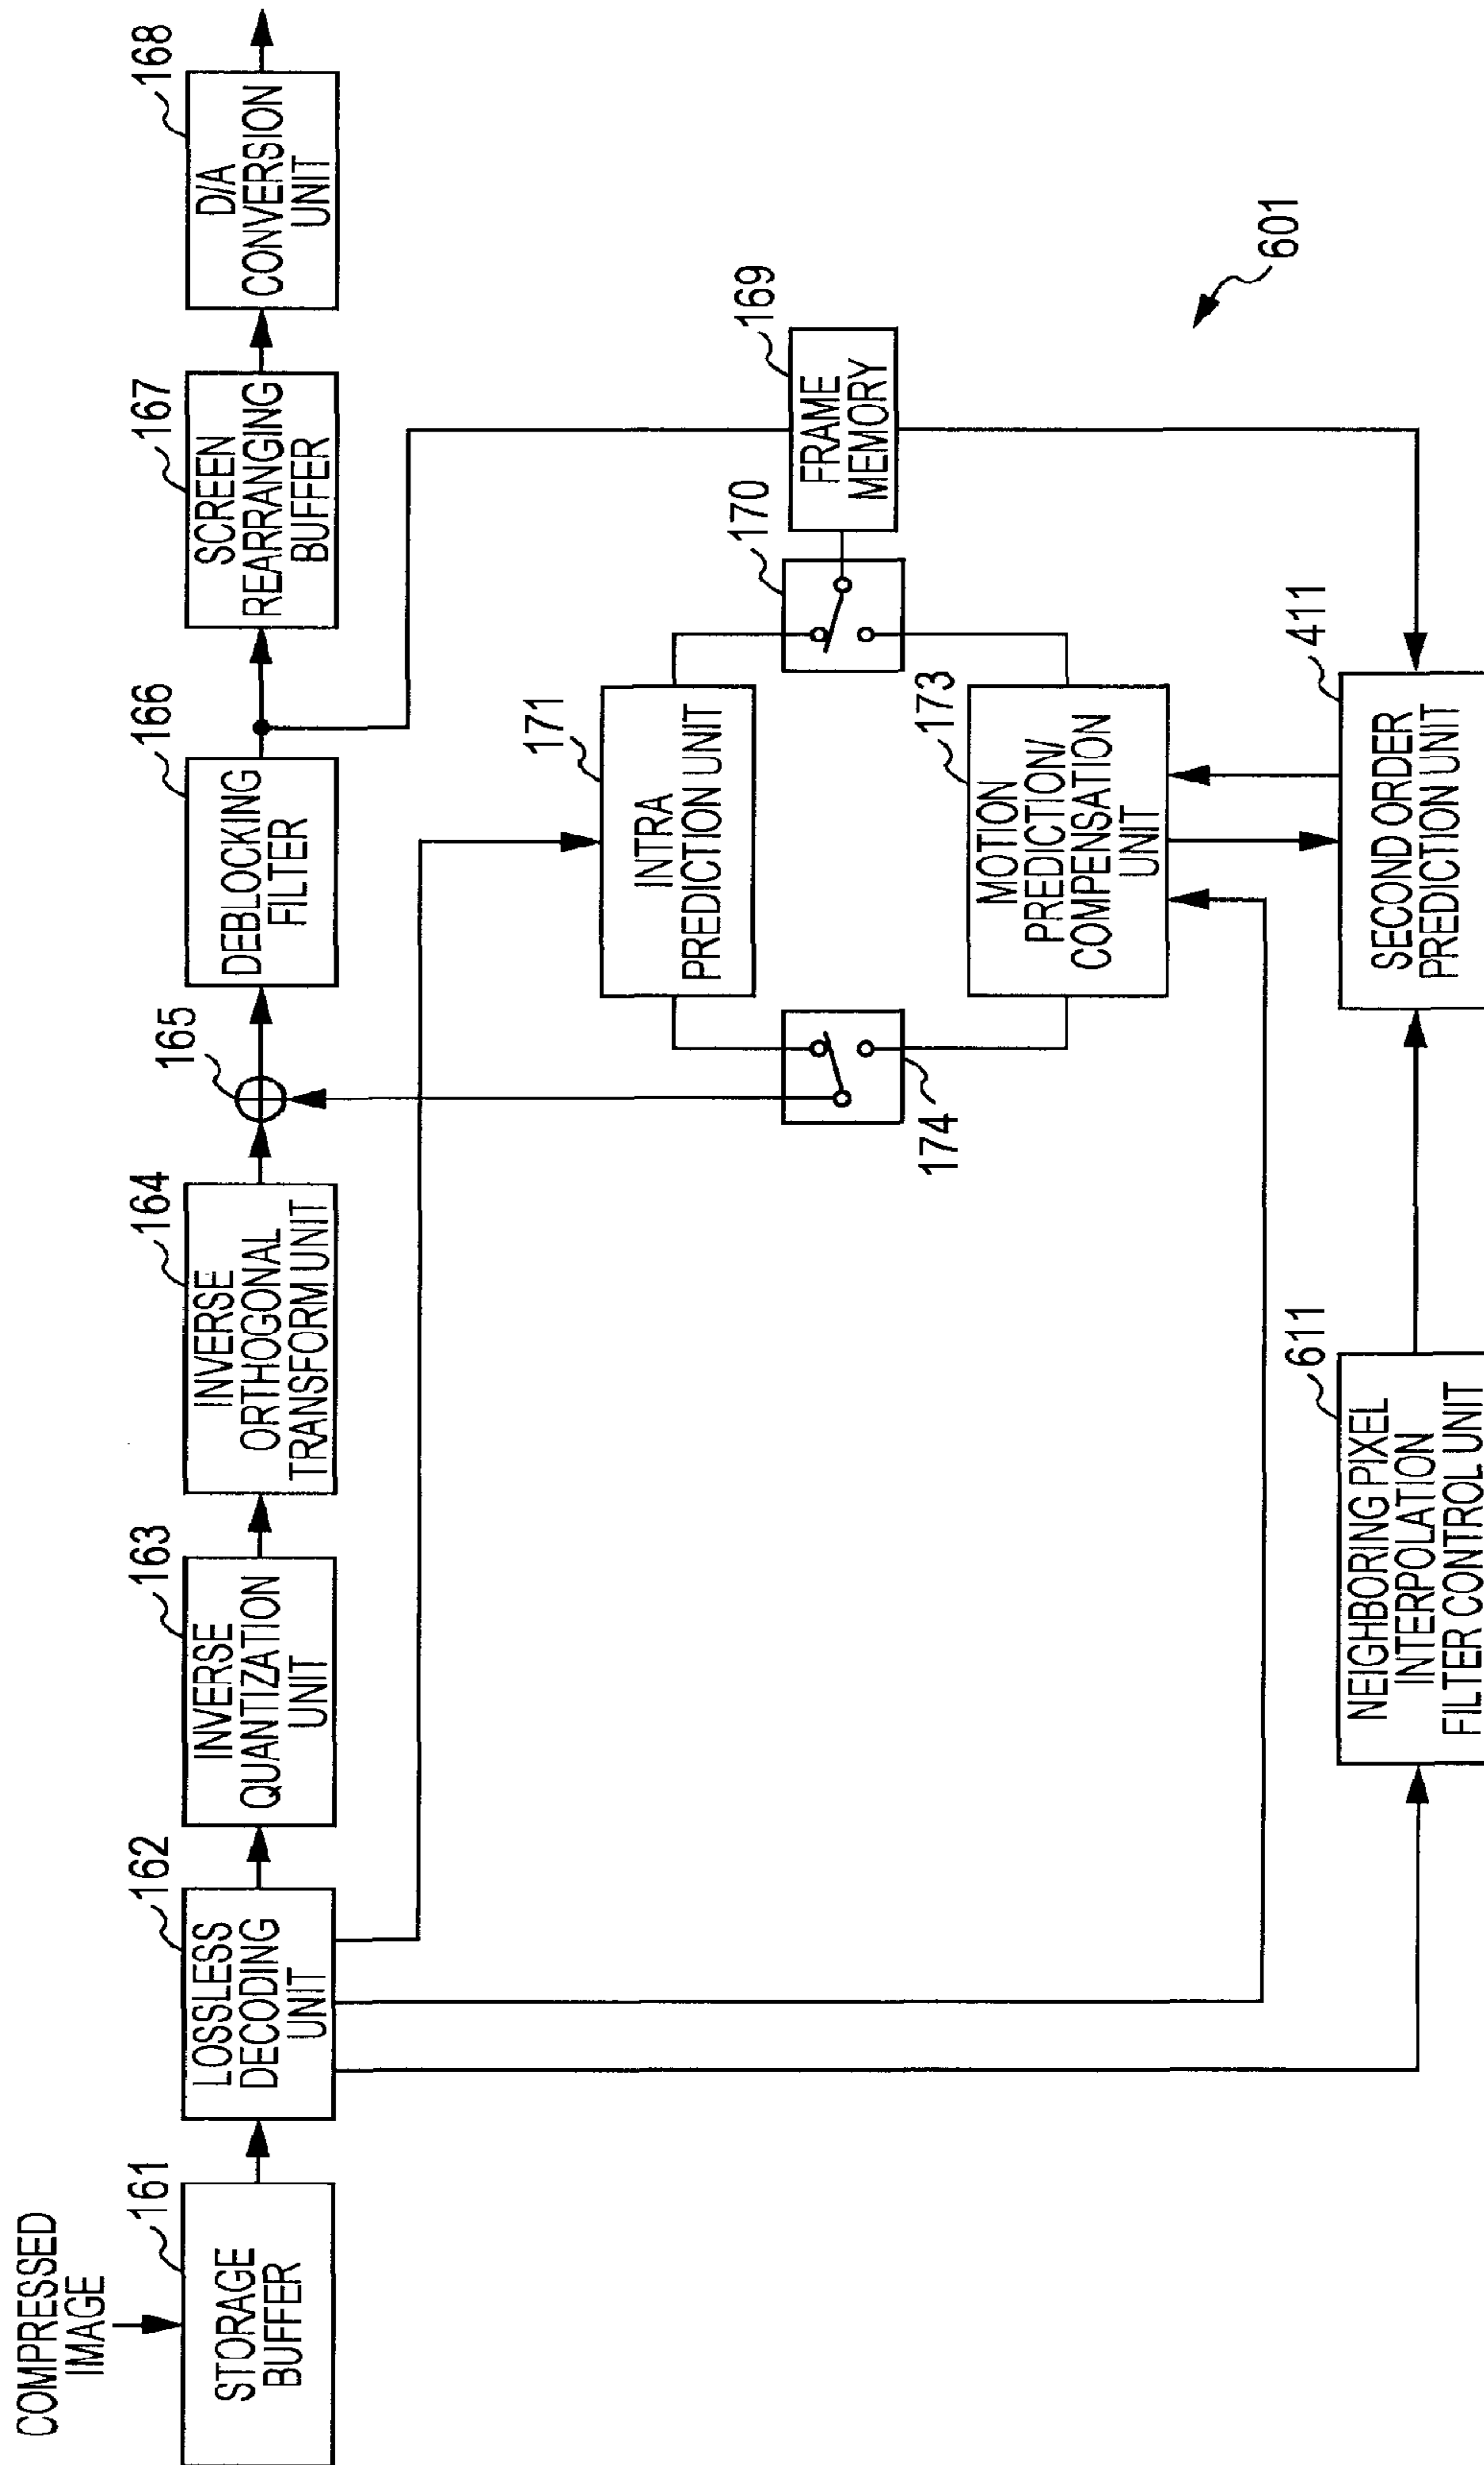 COMPRESSED
IMAGE
161
STORAGE
BUFFER
162
LOSSLESS
DECODING
UNIT
163
INVERSE
QUANTIZATION
UNIT
164
INVERSE
ORTHOGONAL
TRANSFORM UNIT
165
166
DEBLOCKING
FILTER
167
SCREEN
REARRANGING
BUFFER
168
D/A
CONVERSION
UNIT
171
INTRA
PREDICTION UNIT
170
169
FRAME
MEMORY
174
173
MOTION
PREDICTION/
COMPENSATION
UNIT
601
611
NEIGHBORING PIXEL
INTERPOLATION
FILTER CONTROL UNIT
411
SECOND ORDER
PREDICTION UNIT